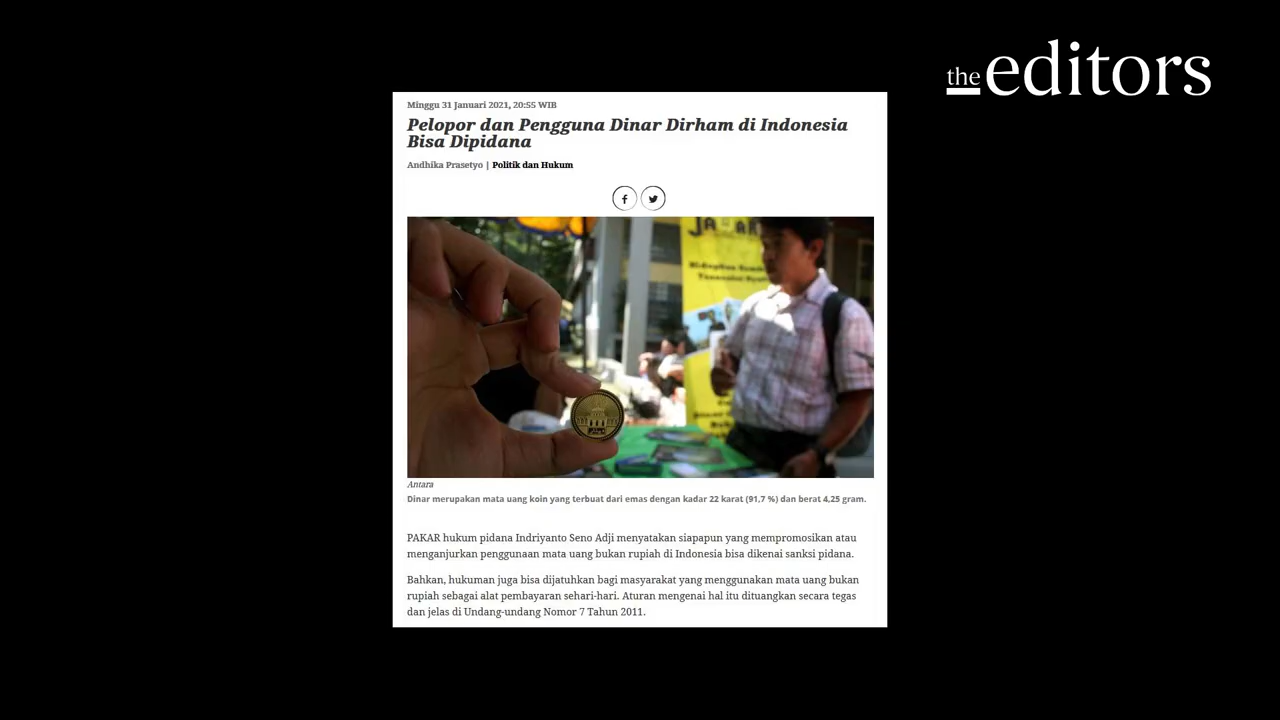 the editors
Minggu 31 Januari 2021, 20:55 WIB
Pelopor dan Pengguna Dinar Dirham di Indonesia
Bisa Dipidana
Andhika Prasetyo | Politik dan Hukum
Antara
Dinar merupakan mata uang koin yang terbuat dari emas dengan kadar 22 karat (91,7 %) dan berat 4,25 gram.
PAKAR hukum pidana Indriyanto Seno Adji menyatakan siapapun yang mempromosikan atau
menganjurkan penggunaan mata uang bukan rupiah di Indonesia bisa dikenai sanksi pidana.
Bahkan, hukuman juga bisa dijatuhkan bagi masyarakat yang menggunakan mata uang bukan
rupiah sebagai alat pembayaran sehari-hari. Aturan mengenai hal itu dituangkan secara tegas
dan jelas di Undang-undang Nomor 7 Tahun 2011.